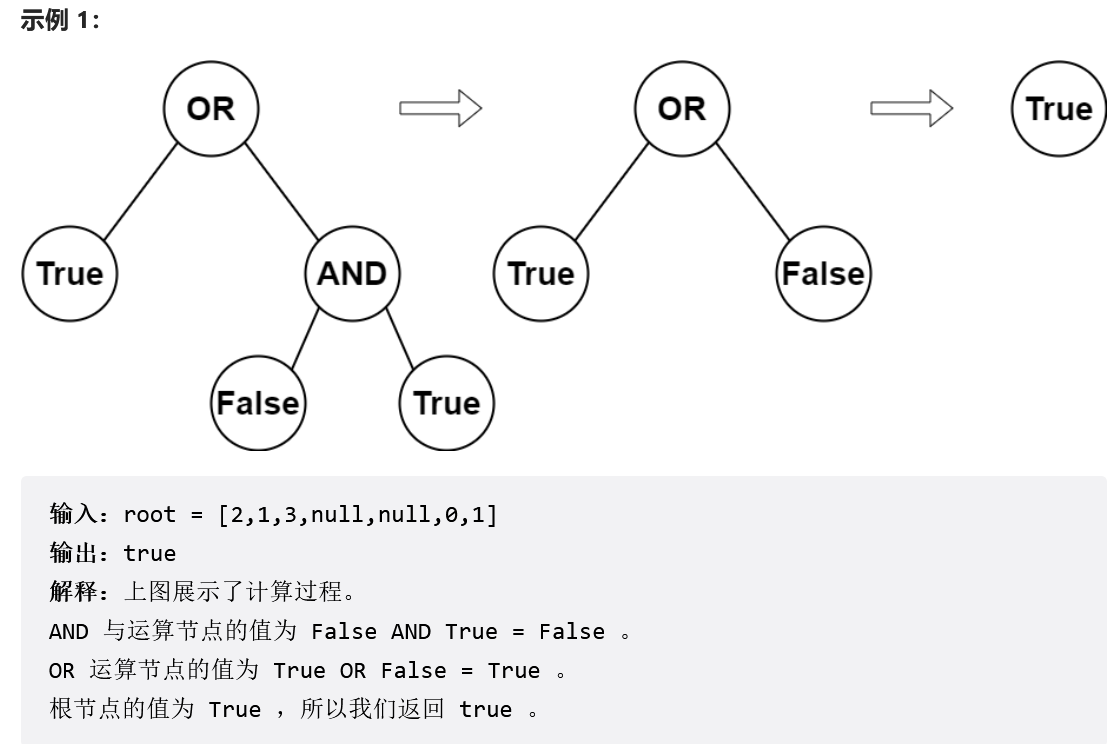 示例 1:
OR OR True
True AND True False
False True
输入: root = [2,1,3,null,null,0,1]
输出: true
解释: 上图展示了计算过程。
AND 与运算节点的值为 False AND True = False 。
OR 运算节点的值为 True OR False = True 。
根节点的值为 True ，所以我们返回 true 。